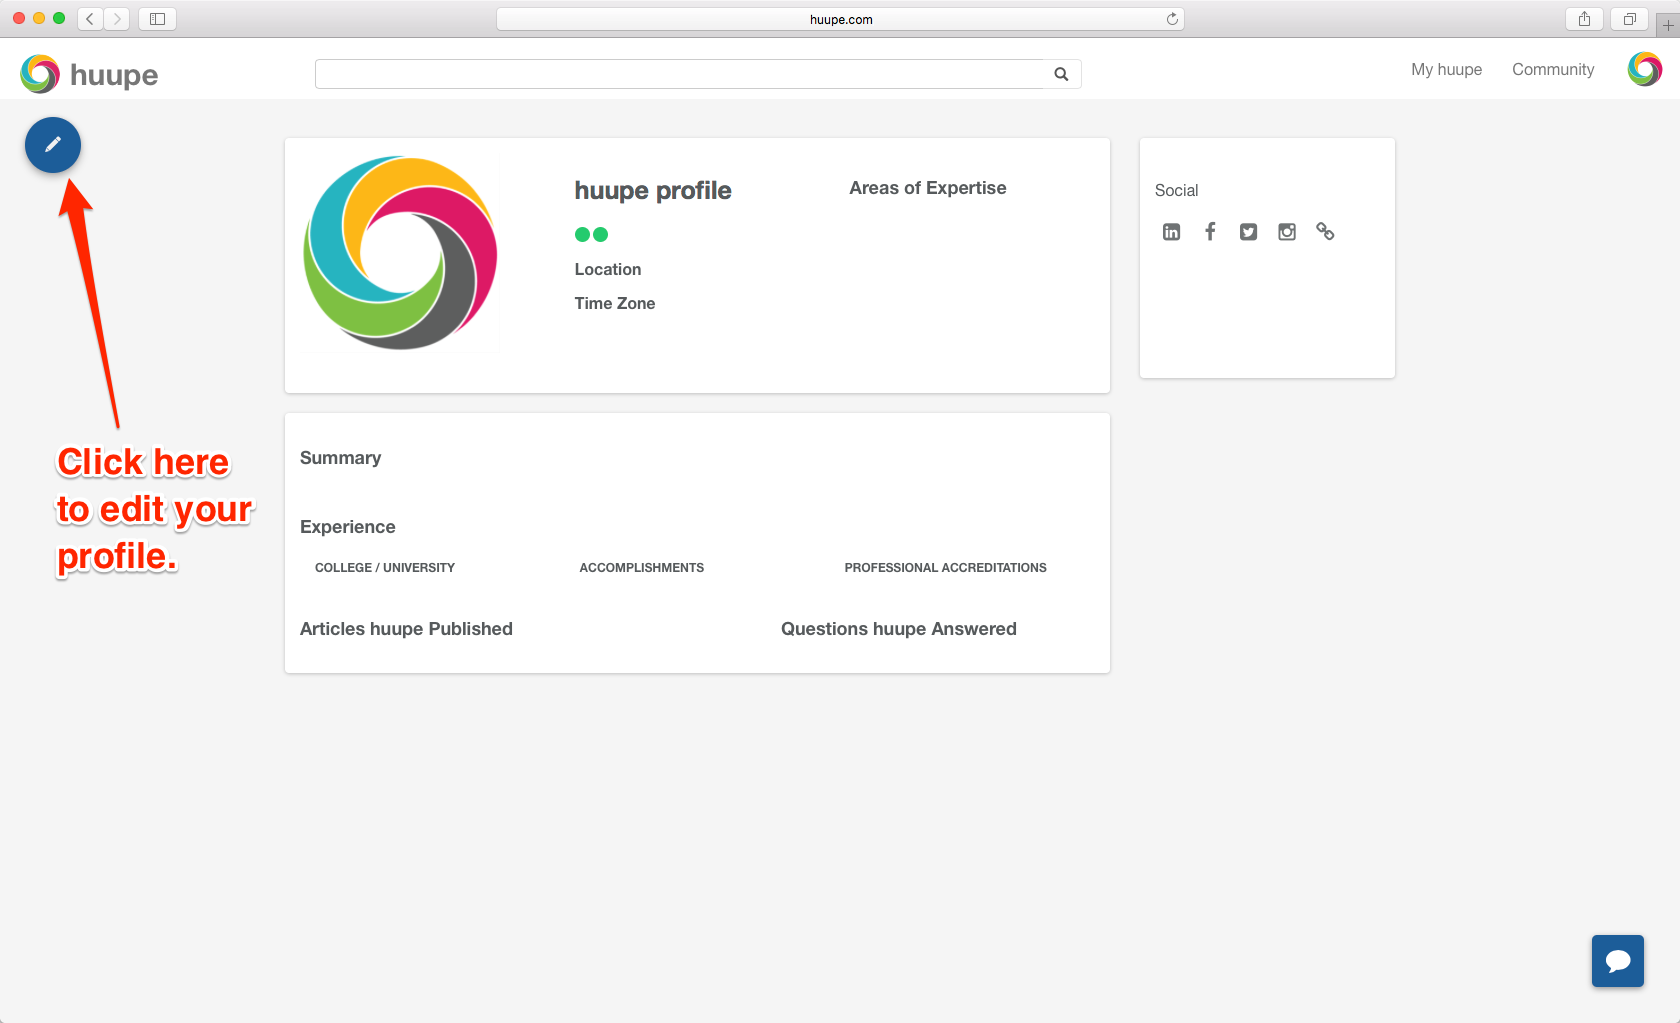 huupe.com
huupe
My huupe
Community
huupe profile
Areas of Expertise
Social
Location
Time Zone
Click here
to edit your
profile.
Summary
Experience
COLLEGE / UNIVERSITY
ACCOMPLISHMENTS
PROFESSIONAL ACCREDITATIONS
Articles huupe Published
Questions huupe Answered